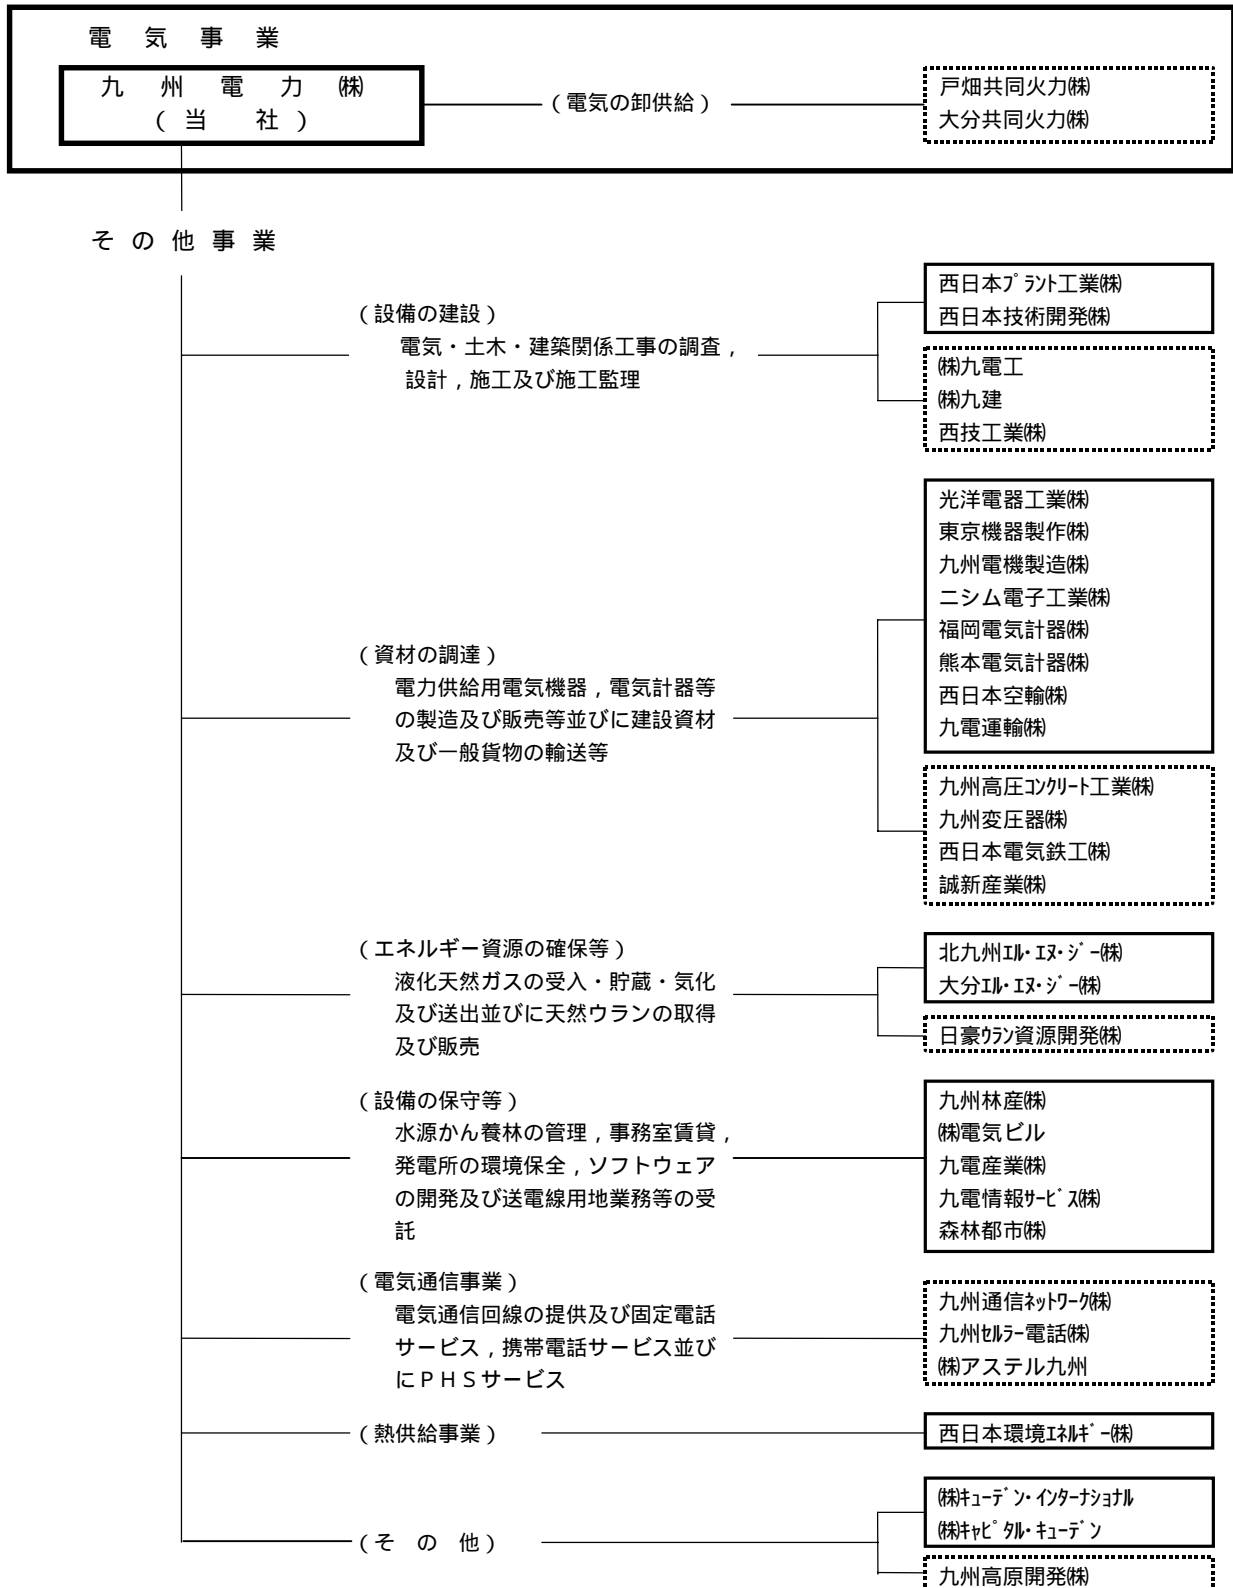 電気事業
九州電力㈱
(当社)
(電気の卸供給)
戸畑共同火力㈱
大分共同火力㈱
その他事業
(設備の建設)
電気・土木・建築関係工事の調査,
設計,施工及び施工監理
西日本プラント工業㈱
西日本技術開発㈱
㈱九電工
㈱九建
西技工業㈱
(資材の調達)
電力供給用電気機器,電気計器等
の製造及び販売等並びに建設資材
及び一般貨物の輸送等
光洋電器工業㈱
東京機器製作㈱
九州電機製造㈱
ニシム電子工業㈱
福岡電気計器㈱
熊本電気計器㈱
西日本空輸㈱
九電運輸㈱
九州高圧コンクリート工業㈱
九州変圧器㈱
西日本電気鉄工㈱
誠新産業㈱
(エネルギー資源の確保等)
液化天然ガスの受入・貯蔵・気化
及び送出並びに天然ウランの取得
及び販売
北九州エル・エヌ・ジー㈱
大分エル・エヌ・ジー㈱
日豪ウラン資源開発㈱
(設備の保守等)
水源かん養林の管理,事務室賃貸,
発電所の環境保全,ソフトウェア
の開発及び送電線用地業務等の受
託
九州林産㈱
㈱電気ビル
九電産業㈱
九電情報サービス㈱
森林都市㈱
(電気通信事業)
電気通信回線の提供及び固定電話
サービス,携帯電話サービス並び
にPHSサービス
九州通信ネットワーク㈱
九州セルラー電話㈱
㈱アステル九州
(熱供給事業)
西日本環境エネルギー㈱
(その他)
㈱キューデン・インターナショナル
㈱キャピタル・キューデン
九州高原開発㈱